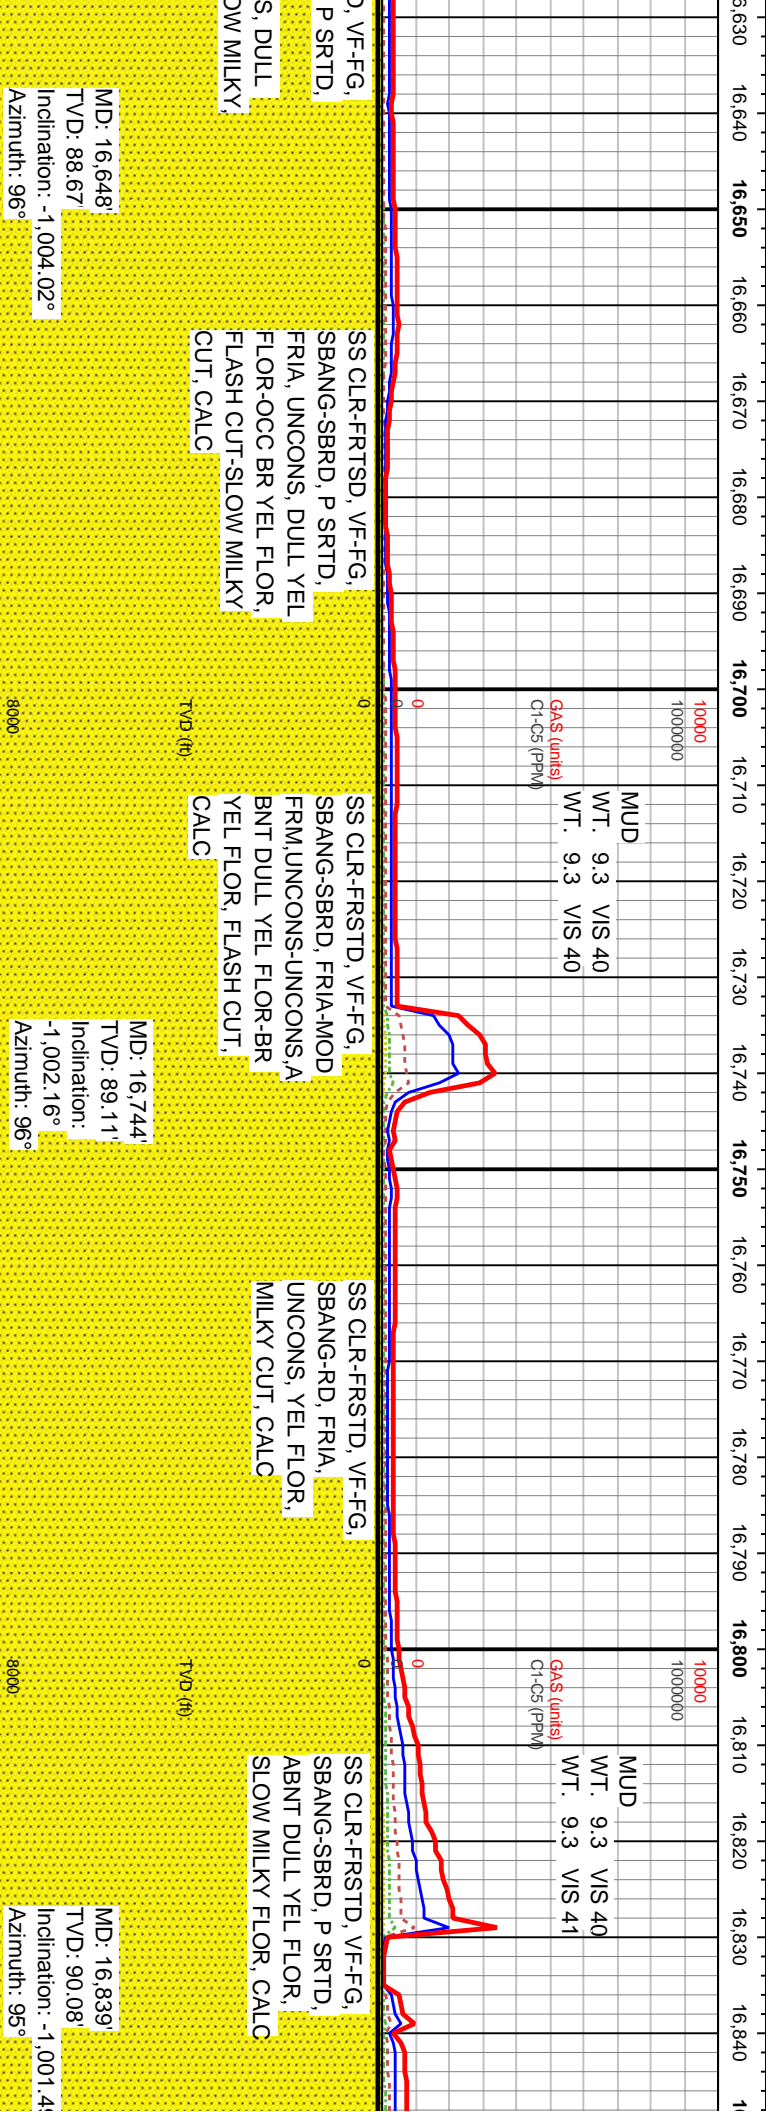 6,630
16,640
16,650
16,660
16,670
16,680
16,690
16,700
16,710
16,720
16,730
16,740
16,750
16,760
16,770
16,780
16,790
16,800
16,810
16,820
16,830
16,840
10000
1000000
GAS (units)
C1-C5 (PPM)
0
0
0
TVD (ft)
8000
MUD
WT. 9.3 VIS 40
WT. 9.3 VIS 40
10000
1000000
GAS (units)
C1-C5 (PPM)
0
0
0
TVD (ft)
8000
MUD
WT. 9.3 VIS 40
WT. 9.3 VIS 41
D, VF-FG,
P SRTD,
S, DULL
OW MILKY,
MD: 16,648'
TVD: 88.67'
Inclination: -1,004.02°
Azimuth: 96°
SS CLR-FRTSD, VF-FG,
SBANG-SBRD, P SRTD,
FRIA, UNCONS, DULL YEL
FLOR-OCC BR YEL FLOR,
FLASH CUT-SLOW MILKY
CUT, CALC
SS CLR-FRSTD, VF-FG,
SBANG-SBRD, FRIA-MOD
FRM,UNCONS-UNCONS,A
BNT DULL YEL FLOR-BR
YEL FLOR, FLASH CUT,
CALC
MD: 16,744'
TVD: 89.11'
Inclination:
-1,002.16°
Azimuth: 96°
SS CLR-FRSTD, VF-FG,
SBANG-RD, FRIA,
UNCONS, YEL FLOR,
MILKY CUT, CALC
SS CLR-FRSTD, VF-FG,
SBANG-SBRD, P SRTD,
ABNT DULL YEL FLOR,
SLOW MILKY FLOR, CALC
MD: 16,839'
TVD: 90.08'
Inclination: -1,001.4
Azimuth: 95°